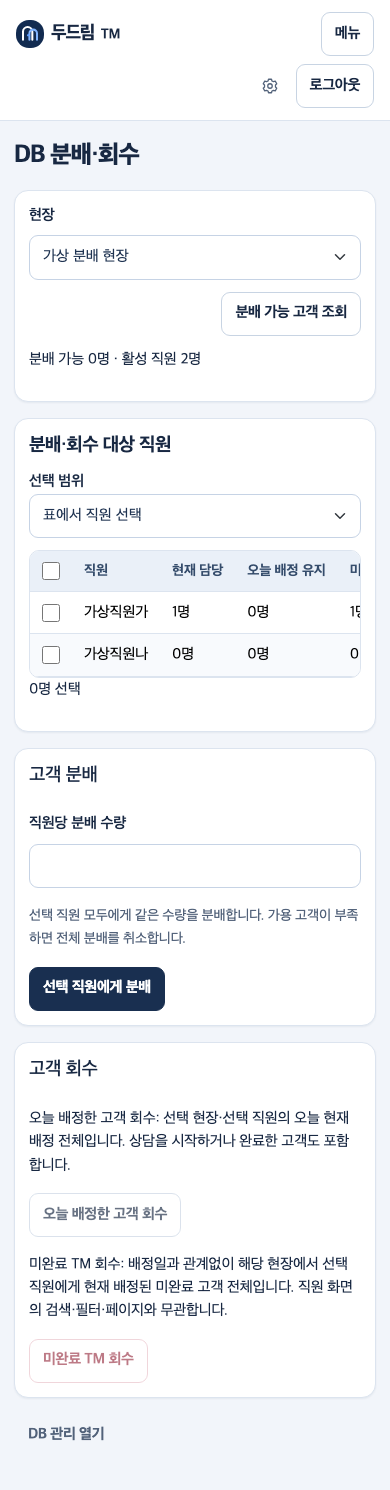 두드림 TM
메뉴
로그아웃
DB 분배·회수
현장
가상 분배 현장
분배 가능 고객 조회
분배 가능 0명 · 활성 직원 2명
분배·회수 대상 직원
선택 범위
표에서 직원 선택
직원 현재 담당 오늘 배정 유지
가상직원가 1명 0명
가상직원나 0명 0명 0
0명 선택
고객 분배
직원당 분배 수량
선택 직원 모두에게 같은 수량을 분배합니다. 가용 고객이 부족
하면 전체 분배를 취소합니다.
선택 직원에게 분배
고객 회수
오늘 배정한 고객 회수: 선택 현장·선택 직원의 오늘 현재
배정 전체입니다. 상담을 시작하거나 완료한 고객도 포함
합니다.
오늘 배정한 고객 회수
미완료 TM 회수: 배정일과 관계없이 해당 현장에서 선택
직원에게 현재 배정된 미완료 고객 전체입니다. 직원 화면
의 검색·필터·페이지와 무관합니다.
미완료 TM 회수
DB 관리 열기